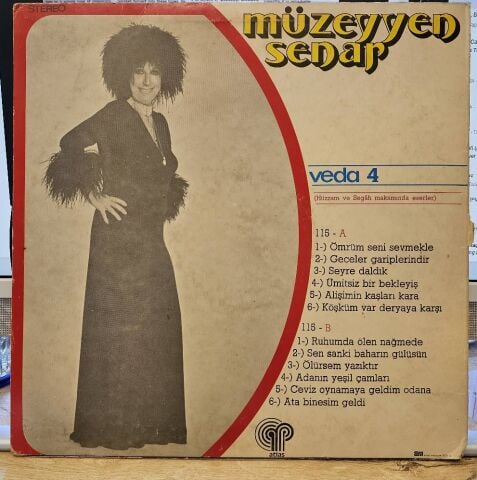 STEREO
müzeyyen
senar
veda 4
(Hüzzam ve Segâh makamında eserler)
115 - A
1-) Ömrüm seni sevmekle
2-) Geceler gariplerindir
3-) Seyre daldık
4-) Ümitsiz bir bekleyiş
5-) Alişimin kaşları kara
6-) Köşküm var deryaya karşı
115 - B
1-) Ruhumda ölen nağmede
2-) Sen sanki baharın gülüsün
3-) Ölürsem yazıktır
4-) Adanın yeşil çamları
5-) Ceviz oynamaya geldim odana
6-) Ata binesim geldi
atlas